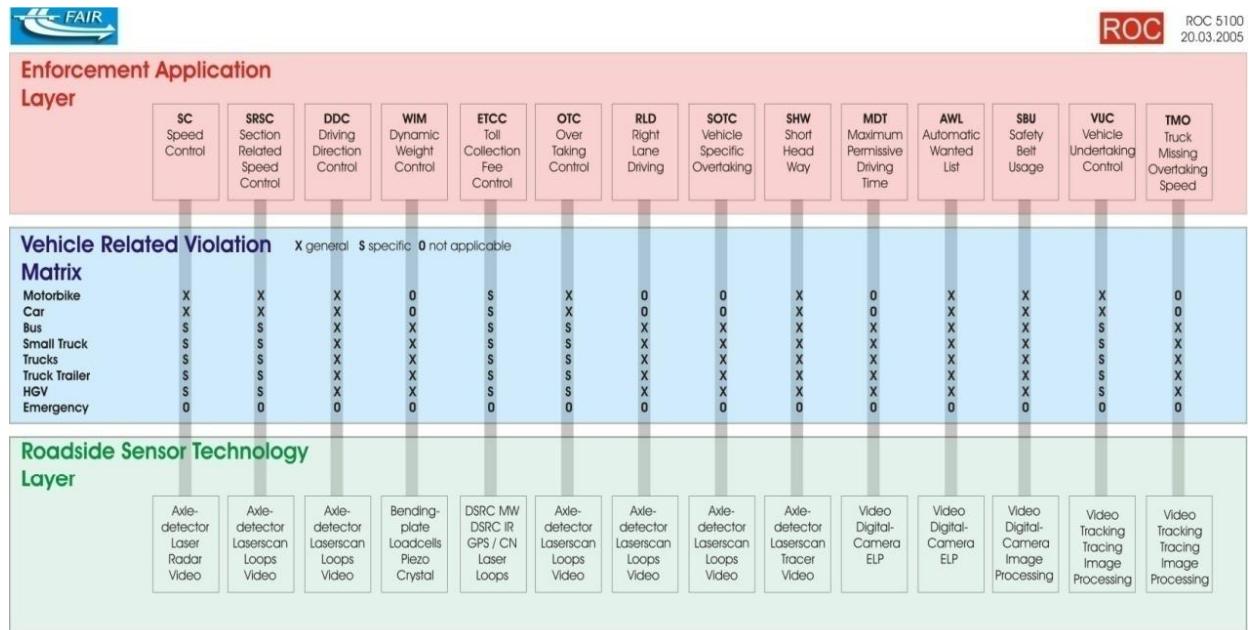 FAIR
ROC
ROC 5100
20.03.2005
Enforcement Application
Layer
SC
Speed
Control
SRSC
Section
Related
Speed
Control
DDC
Driving
Direction
Control
WIM
Dynamic
Weight
Control
ETCC
Toll
Collection
Fee
Control
OTC
Over
Taking
Control
RLD
Right
Lane
Driving
SOTC
Vehicle
Specific
Overtaking
SHW
Short
Head
Way
MDT
Maximum
Permissive
Driving
Time
AWL
Automatic
Wanted
List
SBU
Safety
Belt
Usage
VUC
Vehicle
Undertaking
Control
TMO
Truck
Missing
Overtaking
Speed
Vehicle Related Violation X general S specific 0 not applicable
Matrix
Motorbike X X X 0 S X 0 0 X 0 X X X 0
Car X X X 0 S X 0 0 X 0 X X X 0
Bus S S X X S S X X X X X X S X
Small Truck S S X X S S X X X X X X S X
Trucks S S X X S S X X X X X X S X
Truck Trailer S S X X S S X X X X X X S X
HGV S S X X S S X X X X X X S X
Emergency 0 0 0 0 0 0 0 0 0 0 0 0 0 0
Roadside Sensor Technology
Layer
Axle-
detector
Laser
Radar
Video
Axle-
detector
Laserscan
Loops
Video
Axle-
detector
Laserscan
Loops
Video
Bending-
plate
Loadcells
Piezo
Crystal
DSRC MW
DSRC IR
GPS / CN
Laser
Loops
Axle-
detector
Laserscan
Loops
Video
Axle-
detector
Laserscan
Loops
Video
Axle-
detector
Laserscan
Loops
Video
Axle-
detector
Laserscan
Tracer
Video
Video
Digital-
Camera
ELP
Video
Digital-
Camera
ELP
Video
Digital-
Camera
Image
Processing
Video
Tracking
Tracing
Image
Processing
Video
Tracking
Tracing
Image
Processing